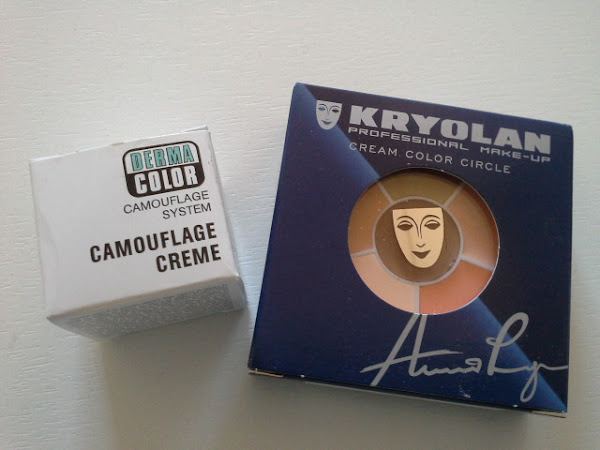 DERMA
COLOR
CAMOUFLAGE
SYSTEM
CAMOUFLAGE
CREME
KRYOLAN
PROFESSIONAL MAKE-UP
CREAM COLOR CIRCLE